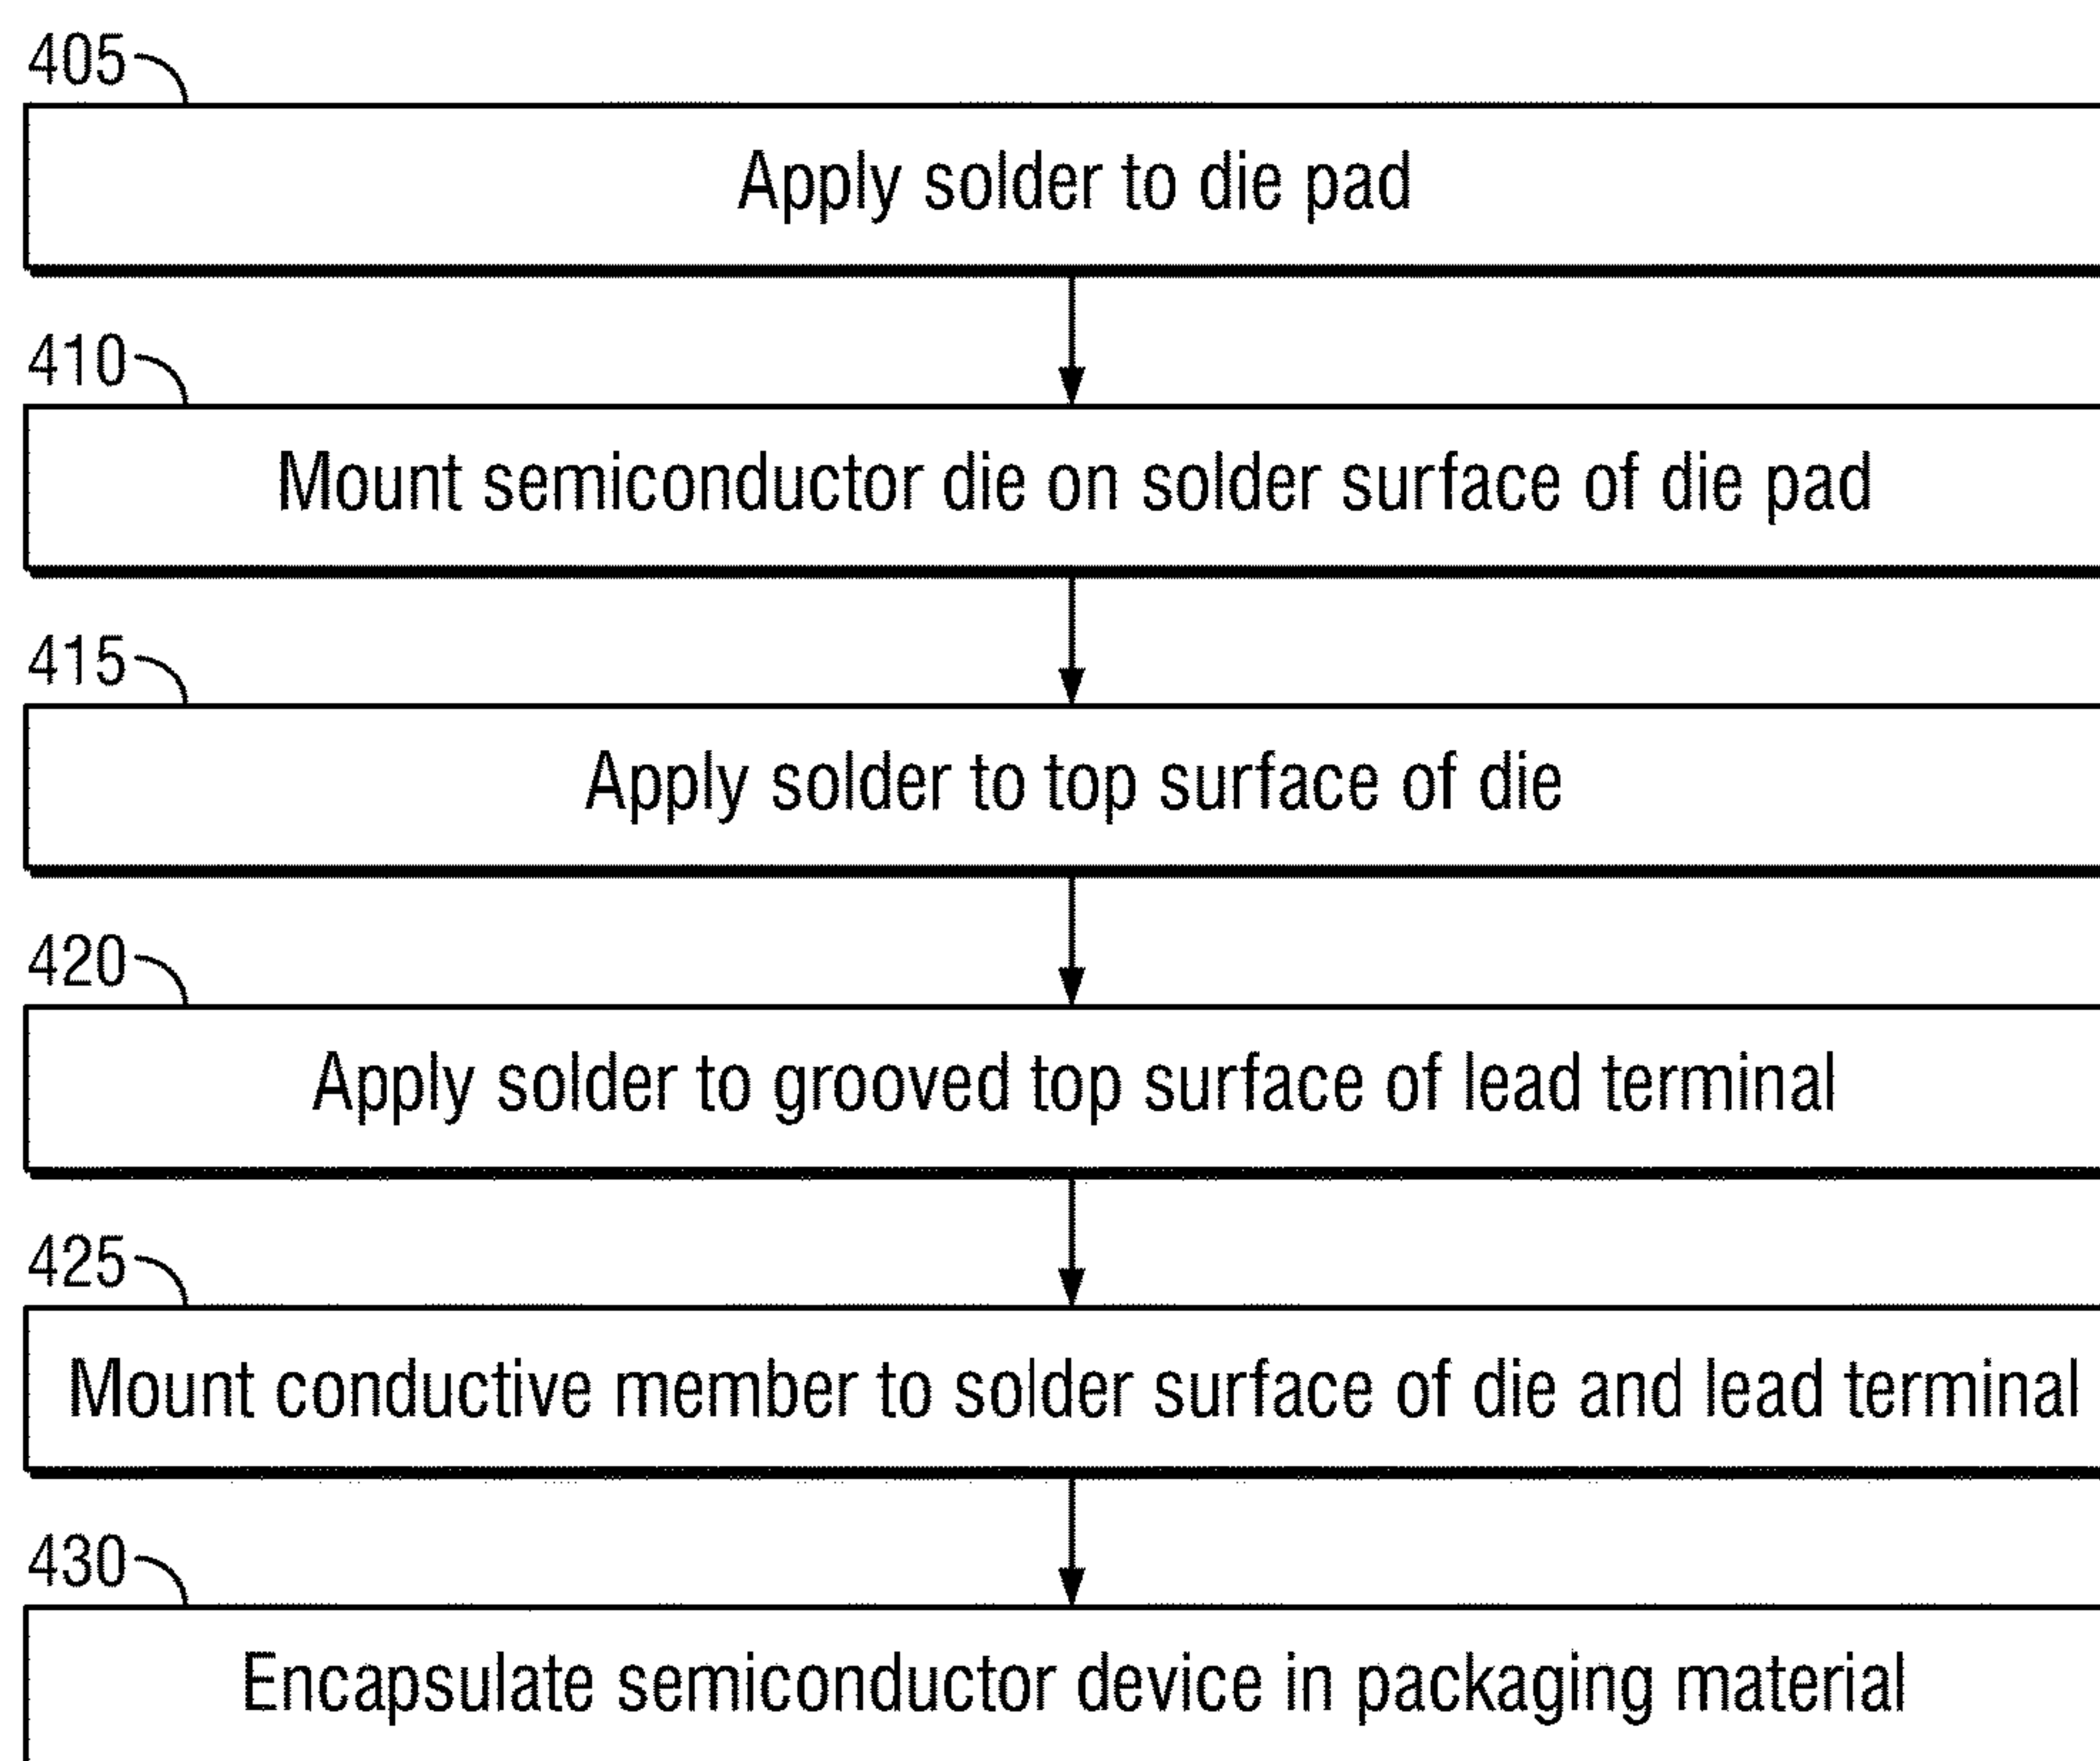 405
Apply solder to die pad
410
Mount semiconductor die on solder surface of die pad
415
Apply solder to top surface of die
420
Apply solder to grooved top surface of lead terminal
425
Mount conductive member to solder surface of die and lead terminal
430
Encapsulate semiconductor device in packaging material